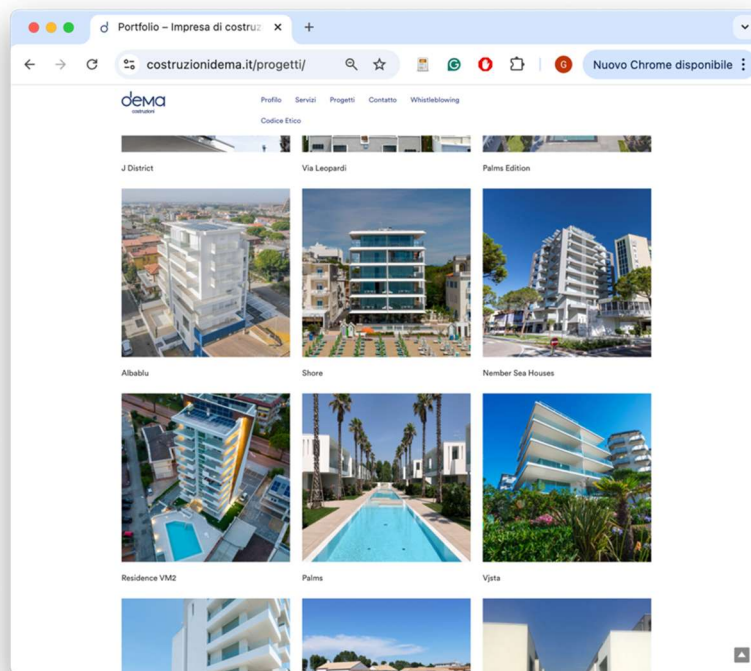 Portfolio – Impresa di costruz
costruzionidema.it/progetti/
G
Nuovo Chrome disponibile
dema
costruzioni
Profilo Servizi Progetti Contatto Whistleblowing
Codice Etico
J District Via Leopardi Palms Edition
Albablu Shore Nember Sea Houses
Residence VM2 Palms Vjsta